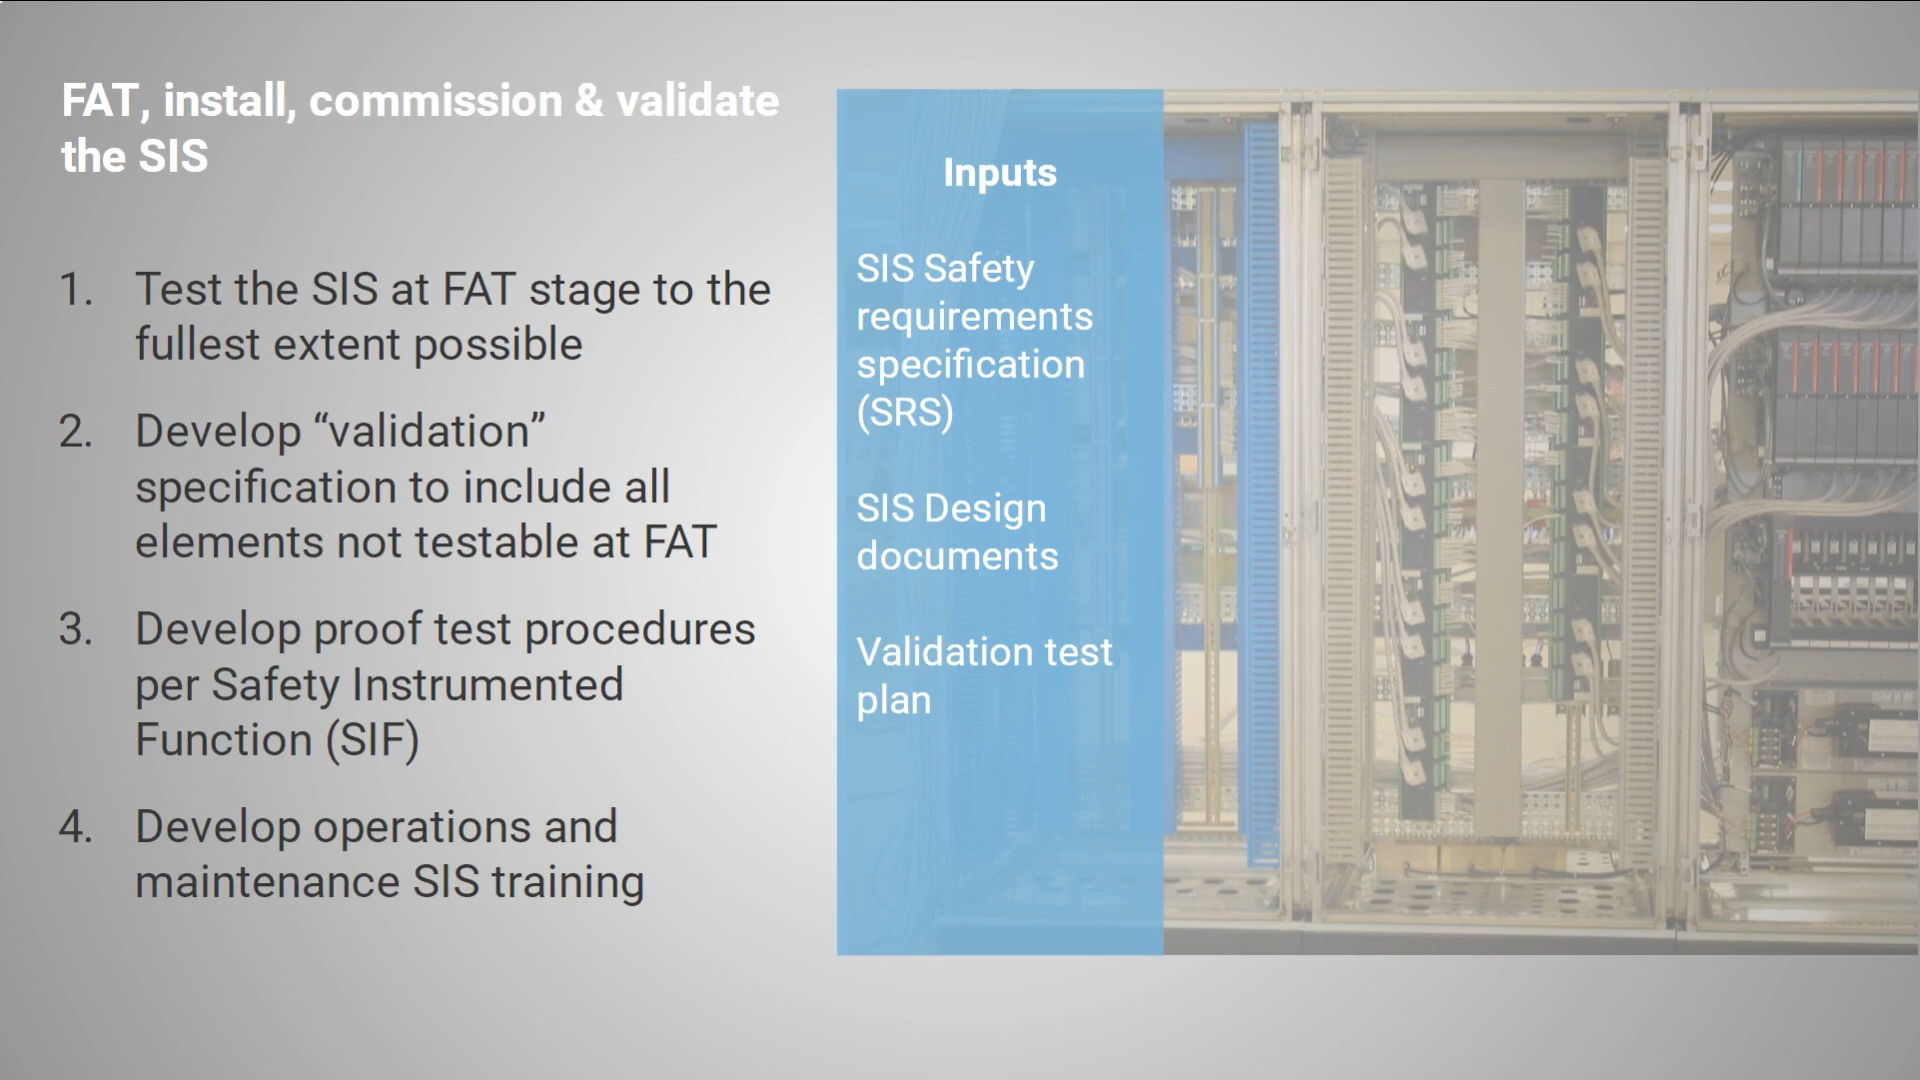 FAT, install, commission & validate
the SIS
1. Test the SIS at FAT stage to the
fullest extent possible
2. Develop “validation”
specification to include all
elements not testable at FAT
3. Develop proof test procedures
per Safety Instrumented
Function (SIF)
4. Develop operations and
maintenance SIS training
Inputs
SIS Safety
requirements
specification
(SRS)
SIS Design
documents
Validation test
plan